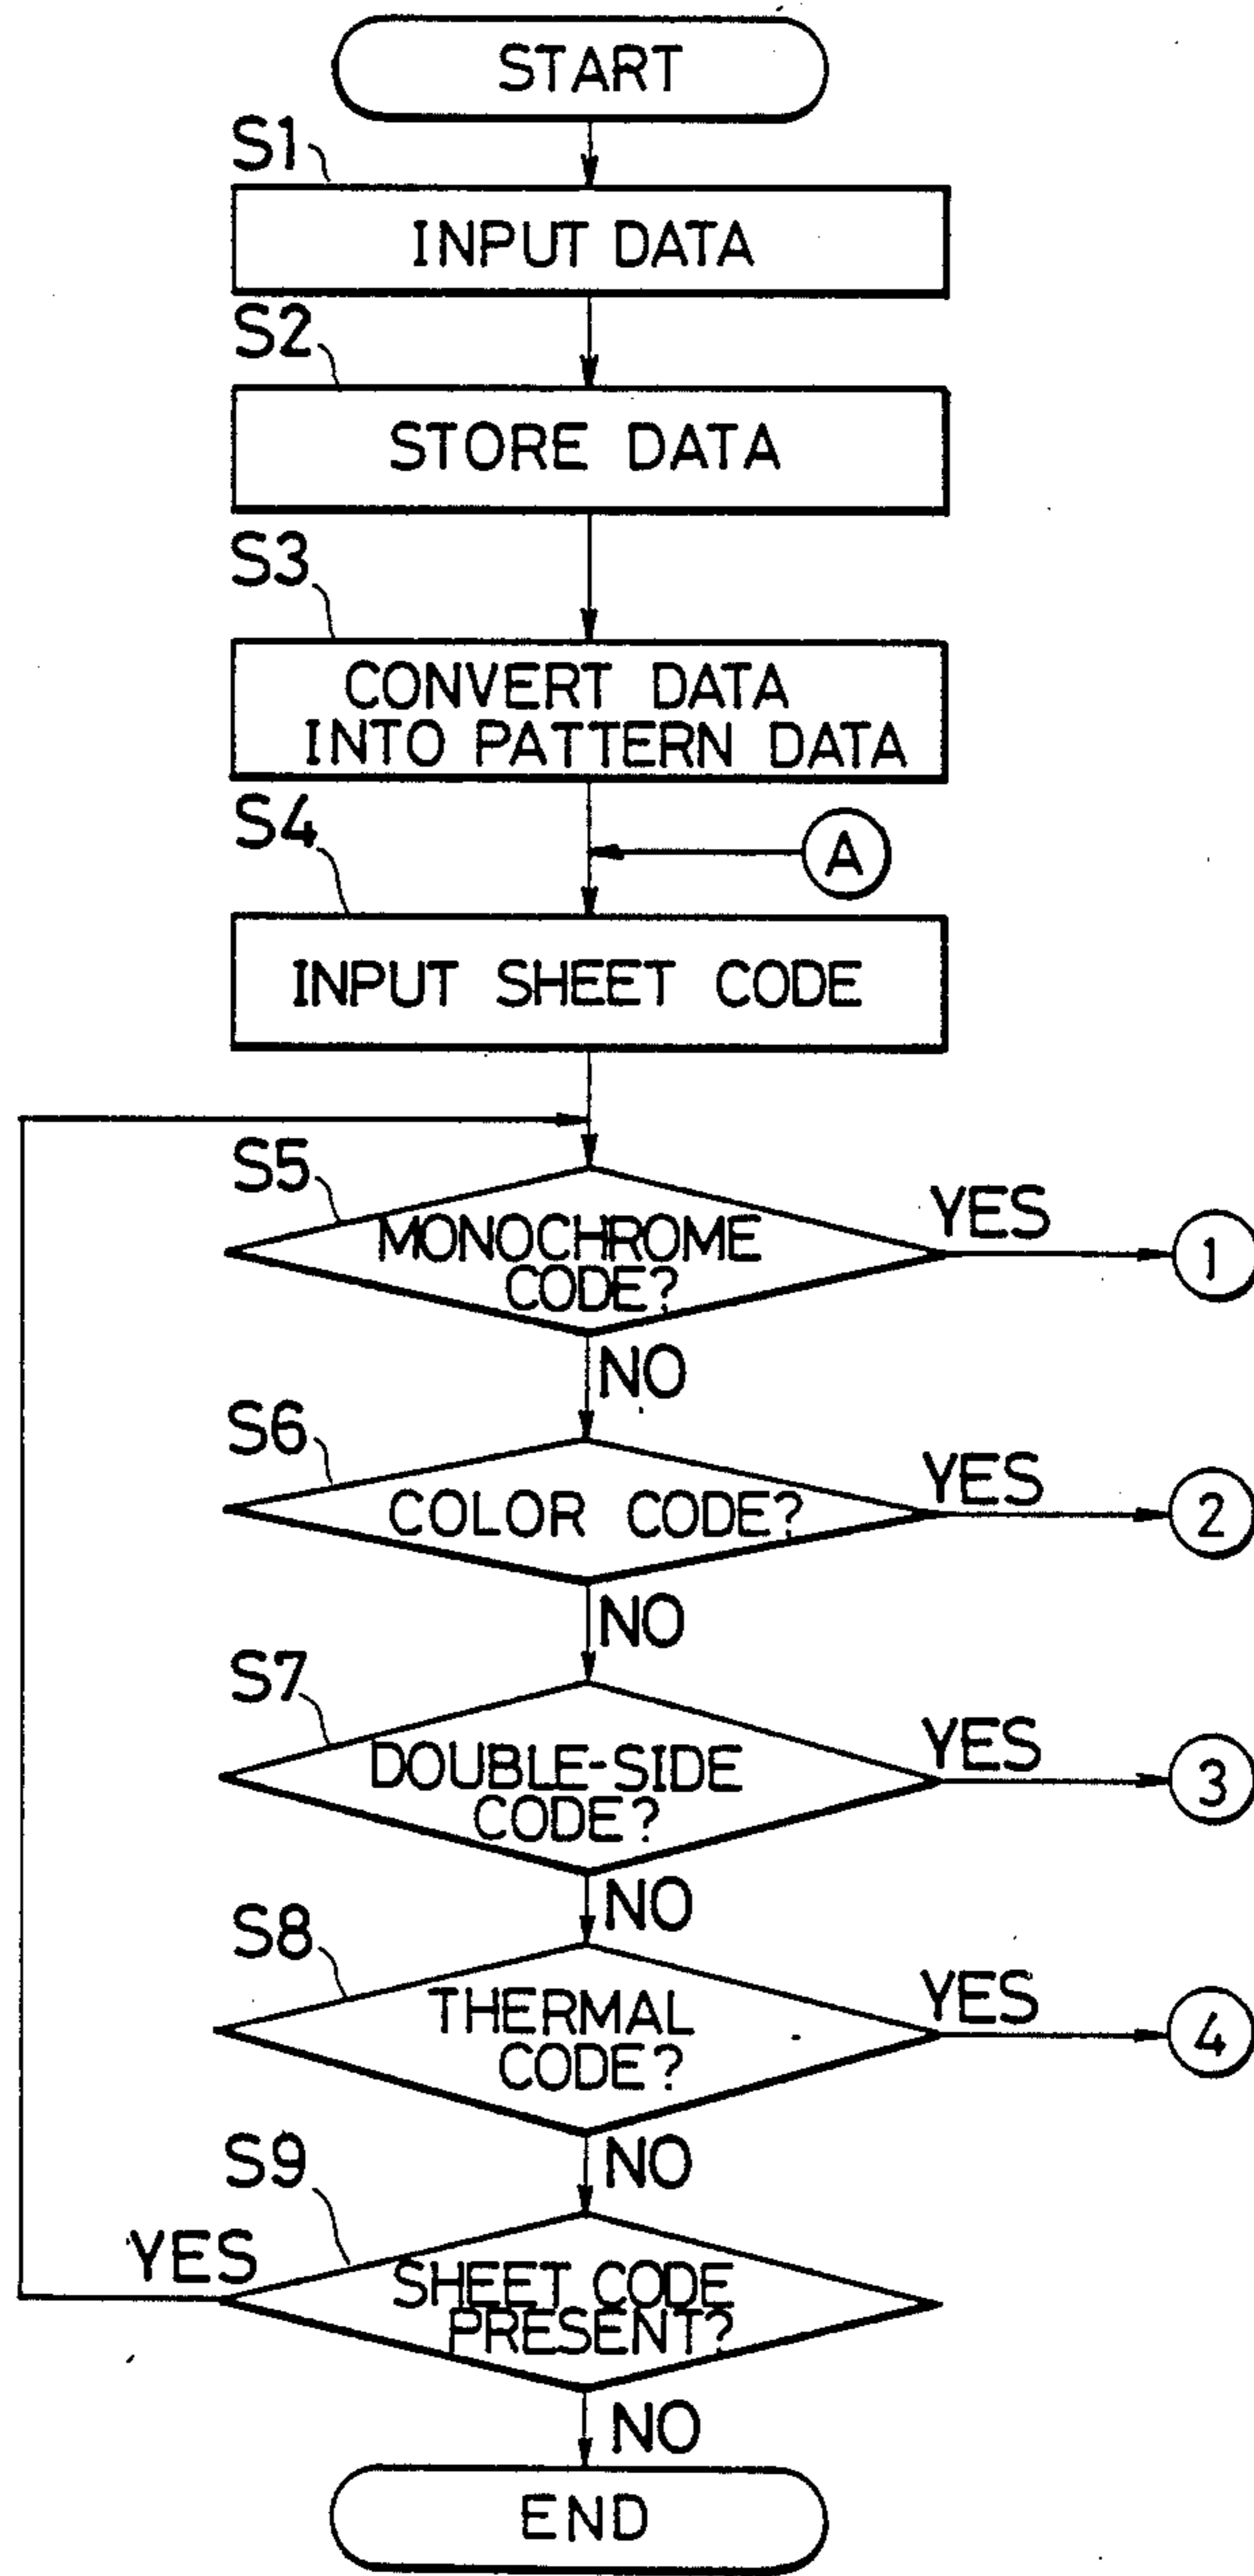 START
S1
INPUT DATA
S2
STORE DATA
S3
CONVERT DATA
INTO PATTERN DATA
S4
A
INPUT SHEET CODE
S5
MONOCHROME
CODE?
YES
1
NO
S6
COLOR CODE?
YES
2
NO
S7
DOUBLE-SIDE
CODE?
YES
3
NO
S8
THERMAL
CODE?
YES
4
NO
S9
YES
SHEET CODE
PRESENT?
NO
END